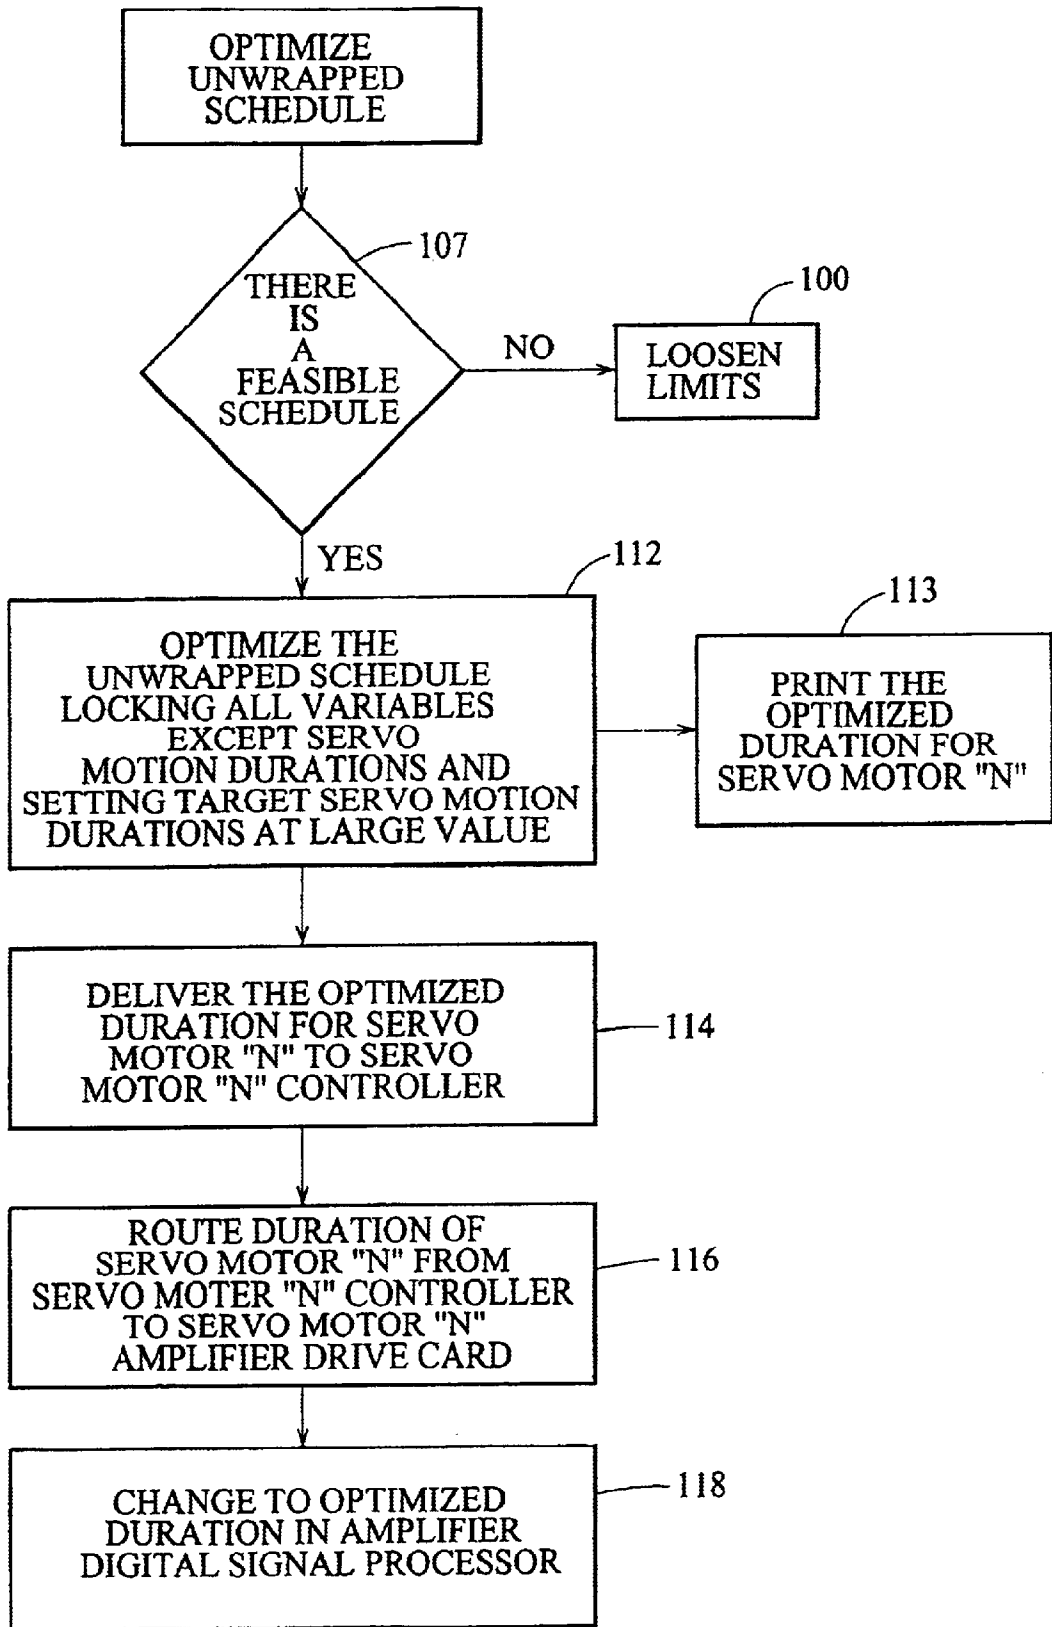 OPTIMIZE
UNWRAPPED
SCHEDULE
107
THERE
IS
A
FEASIBLE
SCHEDULE
NO
100
LOOSEN
LIMITS
YES
112
OPTIMIZE THE
UNWRAPPED SCHEDULE
LOCKING ALL VARIABLES
EXCEPT SERVO
MOTION DURATIONS AND
SETTING TARGET SERVO MOTION
DURATIONS AT LARGE VALUE
113
PRINT THE
OPTIMIZED
DURATION FOR
SERVO MOTOR "N"
DELIVER THE OPTIMIZED
DURATION FOR SERVO
MOTOR "N" TO SERVO
MOTOR "N" CONTROLLER
114
ROUTE DURATION OF
SERVO MOTOR "N" FROM
SERVO MOTER "N" CONTROLLER
TO SERVO MOTOR "N"
AMPLIFIER DRIVE CARD
116
CHANGE TO OPTIMIZED
DURATION IN AMPLIFIER
DIGITAL SIGNAL PROCESSOR
118